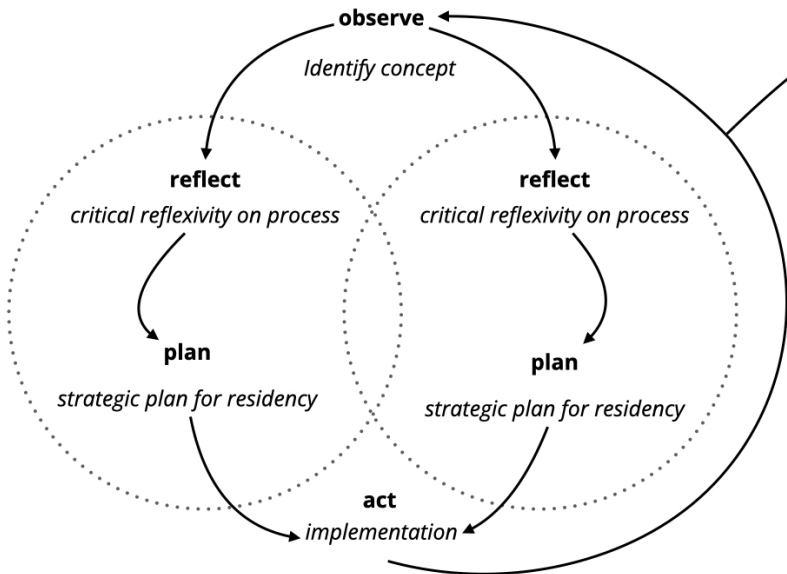 observe
Identify concept
reflect
critical reflexivity on process
reflect
critical reflexivity on process
plan
strategic plan for residency
plan
strategic plan for residency
act
implementation